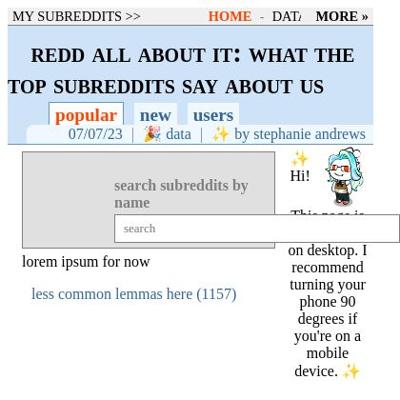 MY SUBREDDITS >> HOME - DATA MORE »
REDD ALL ABOUT IT: WHAT THE
TOP SUBREDDITS SAY ABOUT US
popular new users
07/07/23 | 🎉 data | ✨ by stephanie andrews
✨
Hi!
This page is
search subreddits by
name
search
on desktop. I
recommend
turning your
phone 90
degrees if
you're on a
mobile
device. ✨
lorem ipsum for now
less common lemmas here (1157)